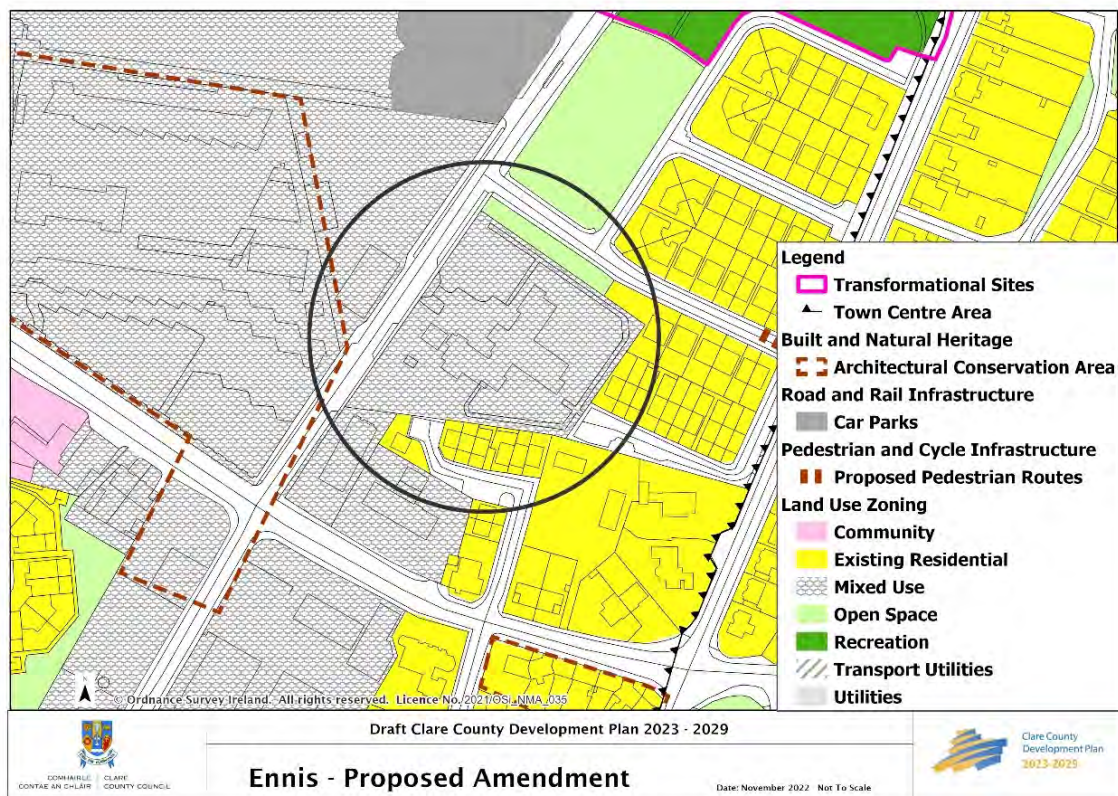 Legend
Transformational Sites
Town Centre Area
Built and Natural Heritage
Architectural Conservation Area
Road and Rail Infrastructure
Car Parks
Pedestrian and Cycle Infrastructure
Proposed Pedestrian Routes
Land Use Zoning
Community
Existing Residential
Mixed Use
Open Space
Recreation
Transport Utilities
Utilities
N
© Ordnance Survey Ireland. All rights reserved. Licence No. 2021/OSi_NMA_035
Draft Clare County Development Plan 2023 - 2029
Ennis - Proposed Amendment
Date: November 2022 Not To Scale
COMHAIRLE CLARE
CONTAE AN CHLÁIR COUNTY COUNCIL
Clare County
Development Plan
2023-2029